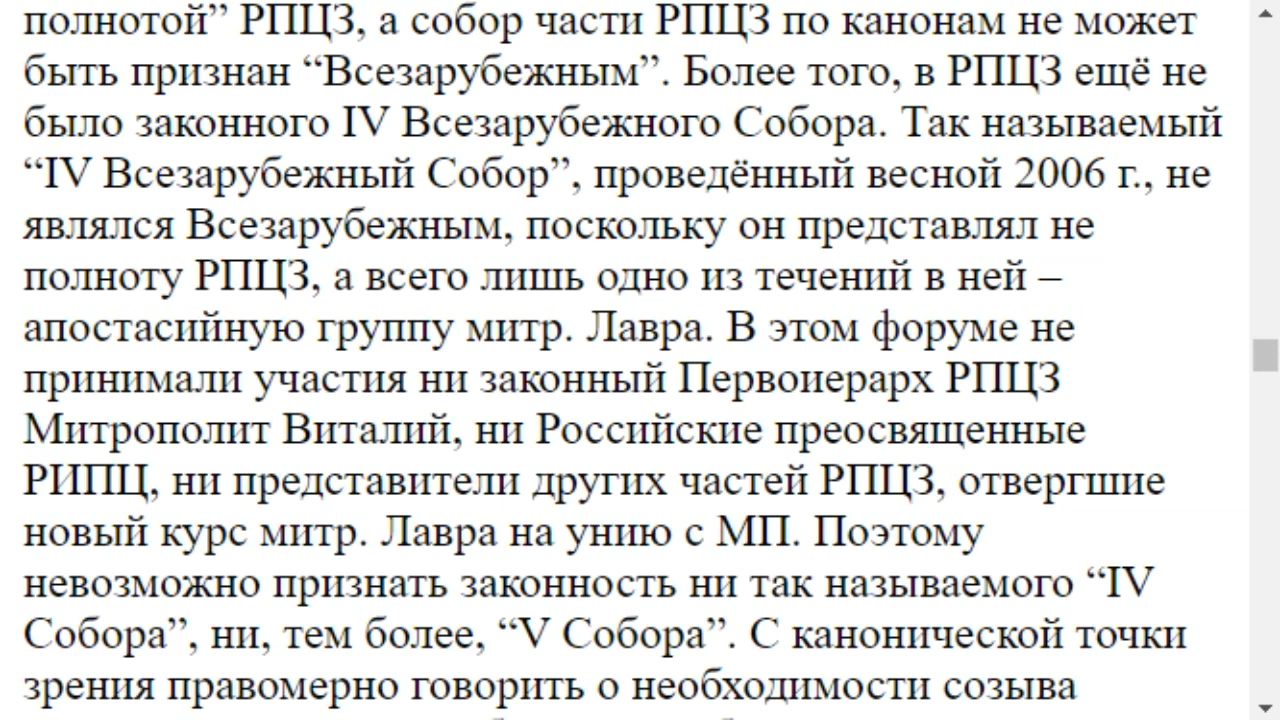 полнотой” РПЦЗ, а собор части РПЦЗ по канонам не может
быть признан “Всезарубежным”. Более того, в РПЦЗ ещё не
было законного IV Всезарубежного Собора. Так называемый
“IV Всезарубежный Собор”, проведённый весной 2006 г., не
являлся Всезарубежным, поскольку он представлял не
полноту РПЦЗ, а всего лишь одно из течений в ней –
апостасийную группу митр. Лавра. В этом форуме не
принимали участия ни законный Первоиерарх РПЦЗ
Митрополит Виталий, ни Российские преосвященные
РИПЦ, ни представители других частей РПЦЗ, отвергшие
новый курс митр. Лавра на унию с МП. Поэтому
невозможно признать законность ни так называемого “IV
Собора”, ни, тем более, “V Собора”. С канонической точки
зрения правомерно говорить о необходимости созыва